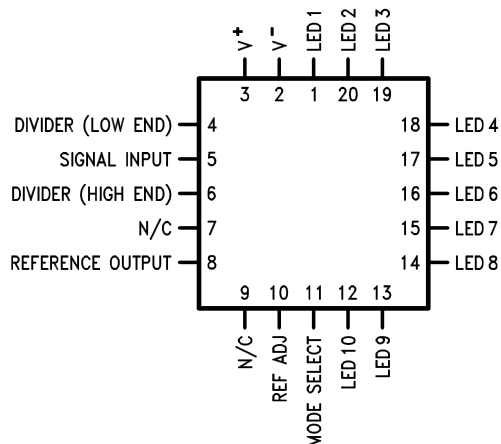 V+
V-
LED 1
LED 2
LED 3
3
2
1
20
19
DIVIDER (LOW END)
4
18
LED 4
SIGNAL INPUT
5
17
LED 5
DIVIDER (HIGH END)
6
16
LED 6
N/C
7
15
LED 7
REFERENCE OUTPUT
8
14
LED 8
9
10
11
12
13
N/C
REF ADJ
MODE SELECT
LED 10
LED 9